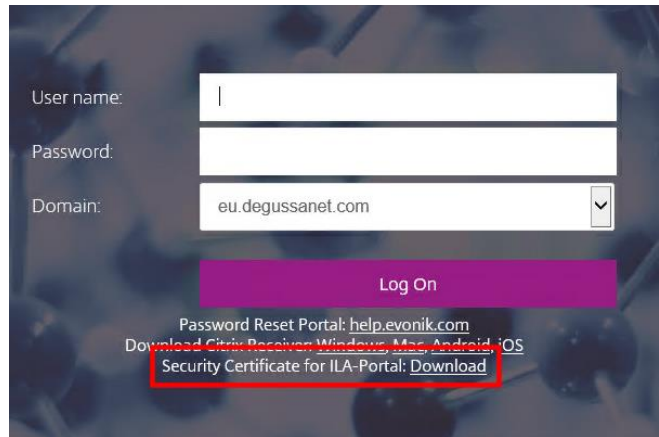 User name:
Password:
Domain: eu.degussanet.com
Log On
Password Reset Portal: help.evonik.com
Download Citrix Receiver: Windows, Mac, Android, iOS
Security Certificate for ILA-Portal: Download